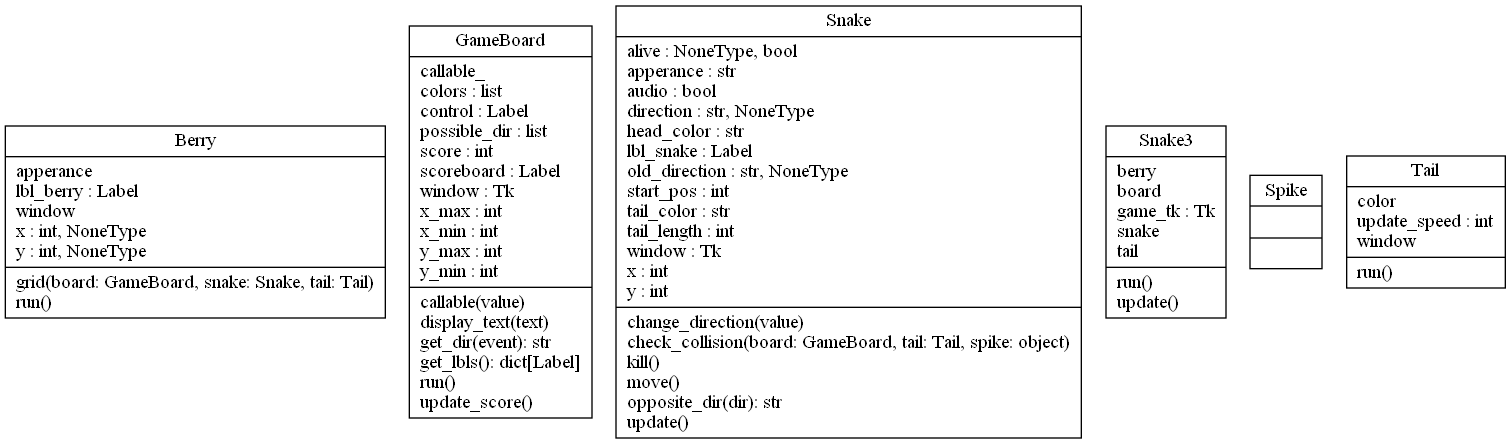 Berry
apperance
lbl_berry : Label
window
x : int, NoneType
y : int, NoneType
grid(board: GameBoard, snake: Snake, tail: Tail)
run()
GameBoard
callable_
colors : list
control : Label
possible_dir : list
score : int
scoreboard : Label
window : Tk
x_max : int
x_min : int
y_max : int
y_min : int
callable(value)
display_text(text)
get_dir(event): str
get_lbls(): dict[Label]
run()
update_score()
Snake
alive : NoneType, bool
apperance : str
audio : bool
direction : str, NoneType
head_color : str
lbl_snake : Label
old_direction : str, NoneType
start_pos : int
tail_color : str
tail_length : int
window : Tk
x : int
y : int
change_direction(value)
check_collision(board: GameBoard, tail: Tail, spike: object)
kill()
move()
opposite_dir(dir): str
update()
Snake3
berry
board
game_tk : Tk
snake
tail
run()
update()
Spike
Tail
color
update_speed : int
window
run()